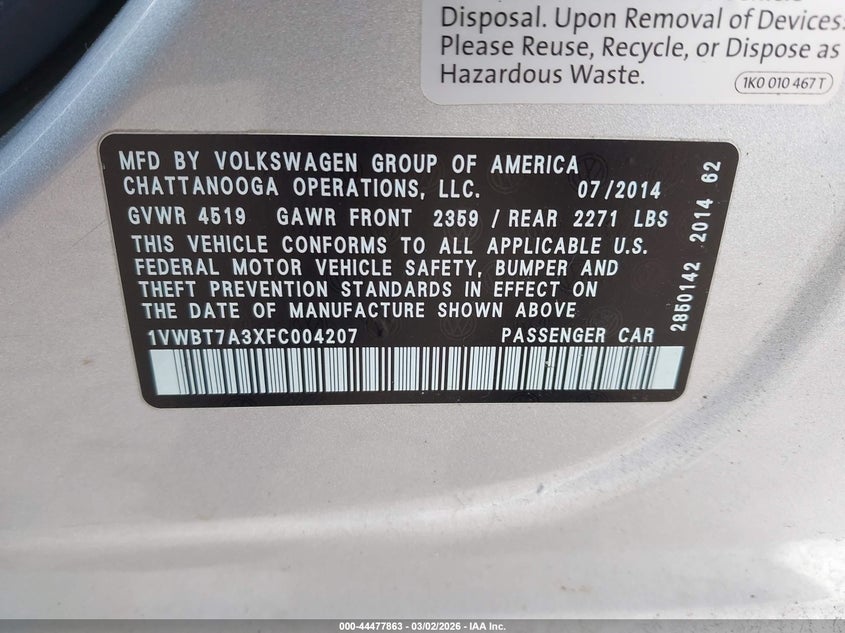 Disposal. Upon Removal of Devices.
Please Reuse, Recycle, or Dispose as
Hazardous Waste.
1K0 010 467 T
MFD BY VOLKSWAGEN GROUP OF AMERICA
CHATTANOOGA OPERATIONS, LLC. 07/2014
GVWR 4519 GAWR FRONT 2359 / REAR 2271 LBS
THIS VEHICLE CONFORMS TO ALL APPLICABLE U.S.
FEDERAL MOTOR VEHICLE SAFETY, BUMPER AND
THEFT PREVENTION STANDARDS IN EFFECT ON
THE DATE OF MANUFACTURE SHOWN ABOVE
1VWBT7A3XFC004207 PASSENGER CAR
2850142 2014 62
000-44477863 - 03/02/2026 - IAA Inc.